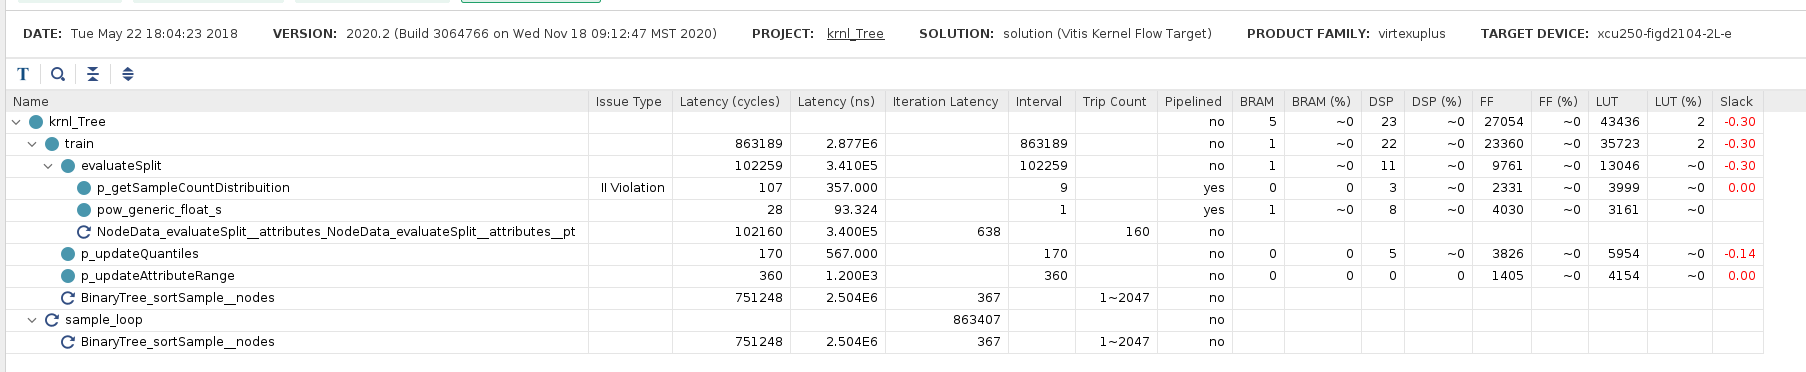 DATE: Tue May 22 18:04:23 2018 VERSION: 2020.2 (Build 3064766 on Wed Nov 18 09:12:47 MST 2020) PROJECT: krnl_Tree SOLUTION: solution (Vitis Kernel Flow Target) PRODUCT FAMILY: virtexuplus TARGET DEVICE: xcu250-figd2104-2L-e
T
Name Issue Type Latency (cycles) Latency (ns) Iteration Latency Interval Trip Count Pipelined BRAM BRAM (%) DSP DSP (%) FF FF (%) LUT LUT (%) Slack
krnl_Tree no 5 ~0 23 ~0 27054 ~0 43436 2 -0.30
train 863189 2.877E6 863189 no 1 ~0 22 ~0 23360 ~0 35723 2 -0.30
evaluateSplit 102259 3.410E5 102259 no 1 ~0 11 ~0 9761 ~0 13046 ~0 -0.30
p_getSampleCountDistribuition II Violation 107 357.000 9 yes 0 0 3 ~0 2331 ~0 3999 ~0 0.00
pow_generic_float_s 28 93.324 1 yes 1 ~0 8 ~0 4030 ~0 3161 ~0
NodeData_evaluateSplit__attributes_NodeData_evaluateSplit__attributes__pt 102160 3.400E5 638 160 no
p_updateQuantiles 170 567.000 170 no 0 0 5 ~0 3826 ~0 5954 ~0 -0.14
p_updateAttributeRange 360 1.200E3 360 no 0 0 0 0 1405 ~0 4154 ~0 0.00
BinaryTree_sortSample__nodes 751248 2.504E6 367 1~2047 no
sample_loop 863407 no
BinaryTree_sortSample__nodes 751248 2.504E6 367 1~2047 no